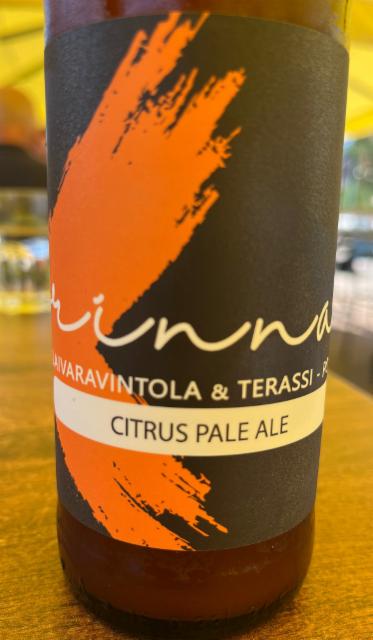 rinna
AIVARAVINTOLA & TERASSI -
CITRUS PALE ALE